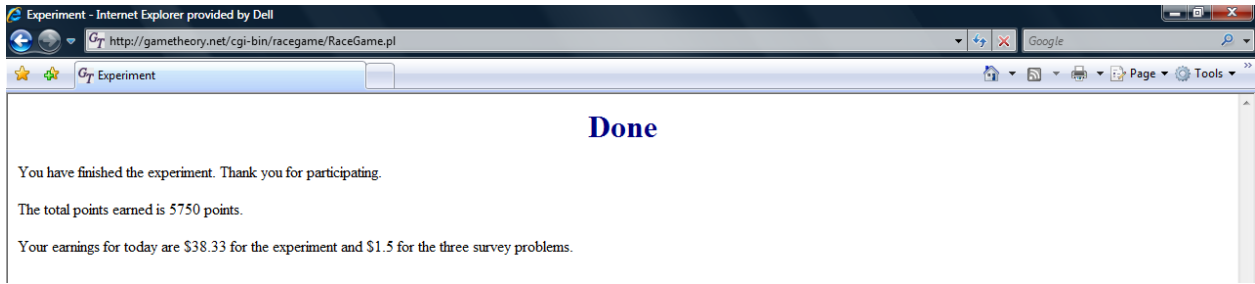 Experiment - Internet Explorer provided by Dell
GT http://gametheory.net/cgi-bin/racegame/RaceGame.pl
Google
GT Experiment
Page
Tools
Done
You have finished the experiment. Thank you for participating.
The total points earned is 5750 points.
Your earnings for today are $38.33 for the experiment and $1.5 for the three survey problems.